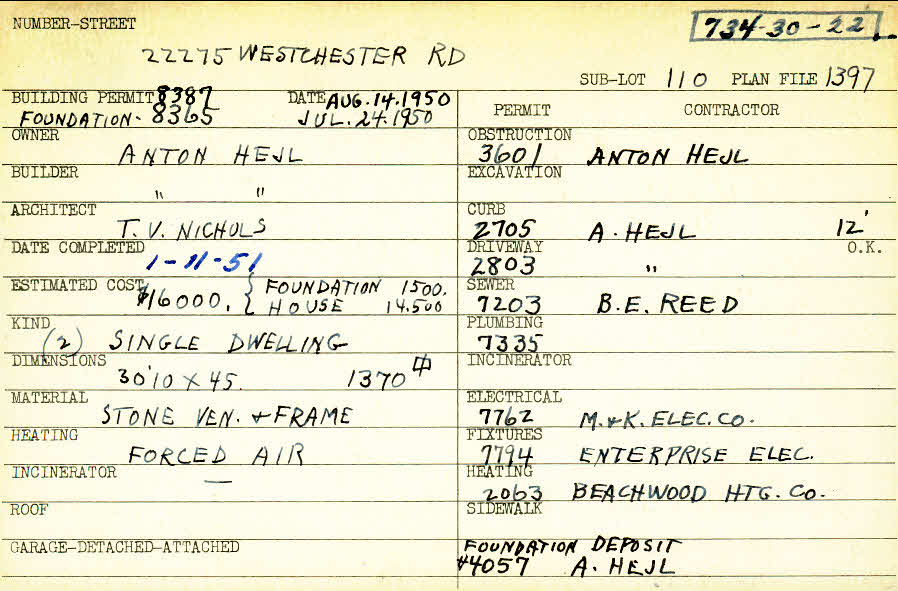 NUMBER-STREET
734-30-22
22275 WESTCHESTER RD
SUB-LOT 110 PLAN FILE 1397
BUILDING PERMIT 8387 DATE AUG. 14. 1950
FOUNDATION- 8365 JUL. 24. 1950
OWNER
ANTON HEJL
BUILDER
" "
ARCHITECT
T. V. NICHOLS
DATE COMPLETED
1-11-51
ESTIMATED COST
$16000. { FOUNDATION 1500.
HOUSE 14.500
KIND
(2) SINGLE DWELLING
DIMENSIONS
30'10 X 45. 1370
MATERIAL
STONE VEN. & FRAME
HEATING
FORCED AIR
INCINERATOR
—
ROOF
GARAGE-DETACHED-ATTACHED
PERMIT CONTRACTOR
OBSTRUCTION
3601 ANTON HEJL
EXCAVATION
CURB
2705 A. HEJL 12'
DRIVEWAY O.K.
2803 "
SEWER
7203 B.E. REED
PLUMBING
7335
INCINERATOR
ELECTRICAL
7762 M.&K. ELEC. CO.
FIXTURES
7794 ENTERPRISE ELEC.
HEATING
2063 BEACHWOOD HTG. CO.
SIDEWALK
FOUNDATION DEPOSIT
#4057 A. HEJL